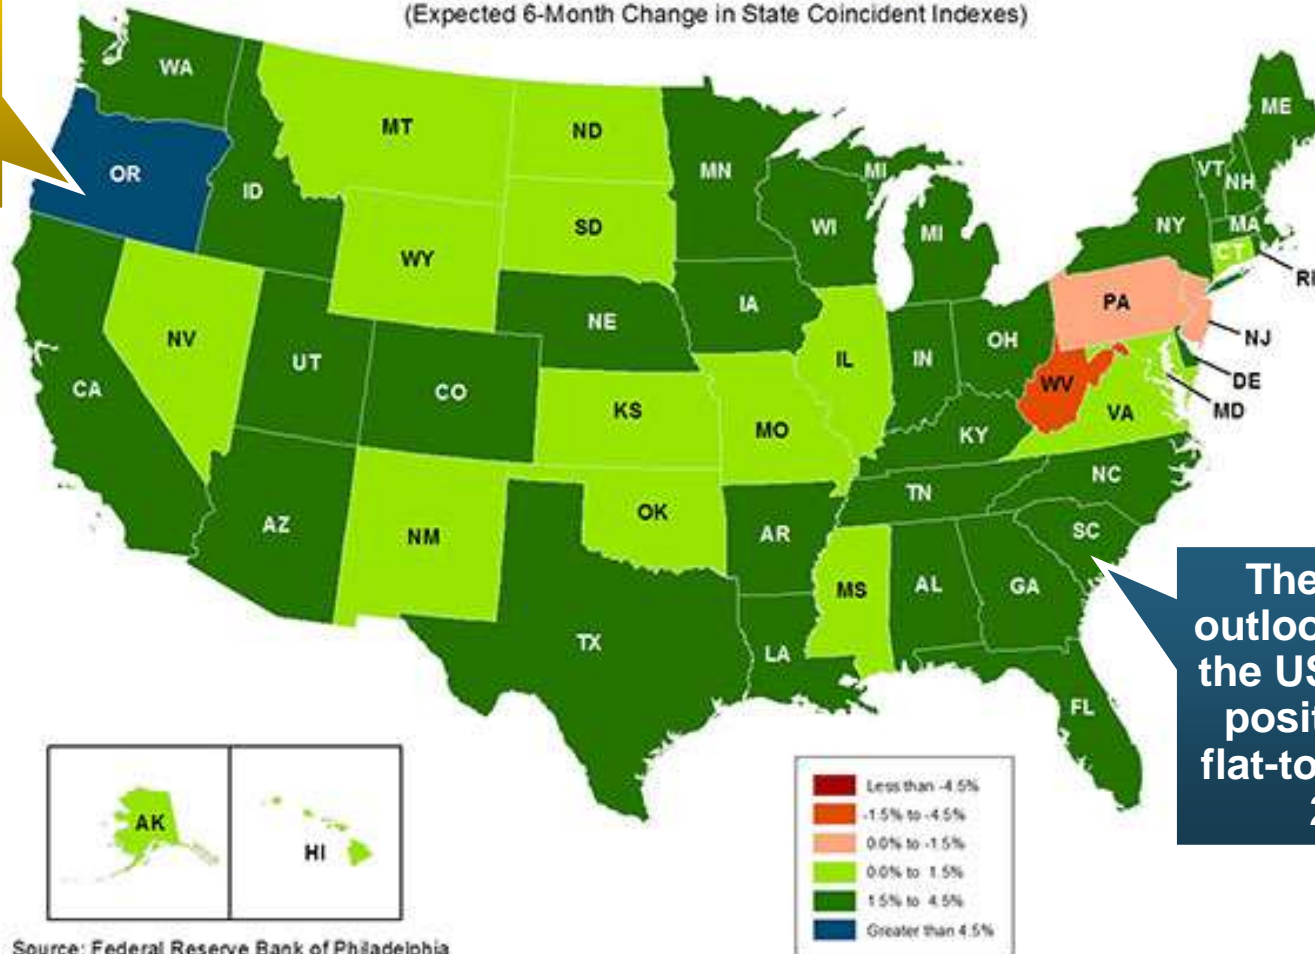 (Expected 6-Month Change in State Coincident Indexes)
WA
OR
ID
MT
ND
MN
MI
ME
VT
NH
WY
SD
WI
MI
NY
MA
CT
RI
NV
UT
CO
NE
IA
IL
IN
OH
PA
NJ
DE
MD
CA
KS
MO
KY
WV
VA
AZ
NM
OK
AR
TN
NC
SC
MS
AL
GA
TX
LA
FL
The
outloo
the US
posit
flat-to
2
AK
HI
Less than -4.5%
-1.5% to -4.5%
0.0% to -1.5%
0.0% to 1.5%
1.5% to 4.5%
Greater than 4.5%
Source: Federal Reserve Bank of Philadelphia